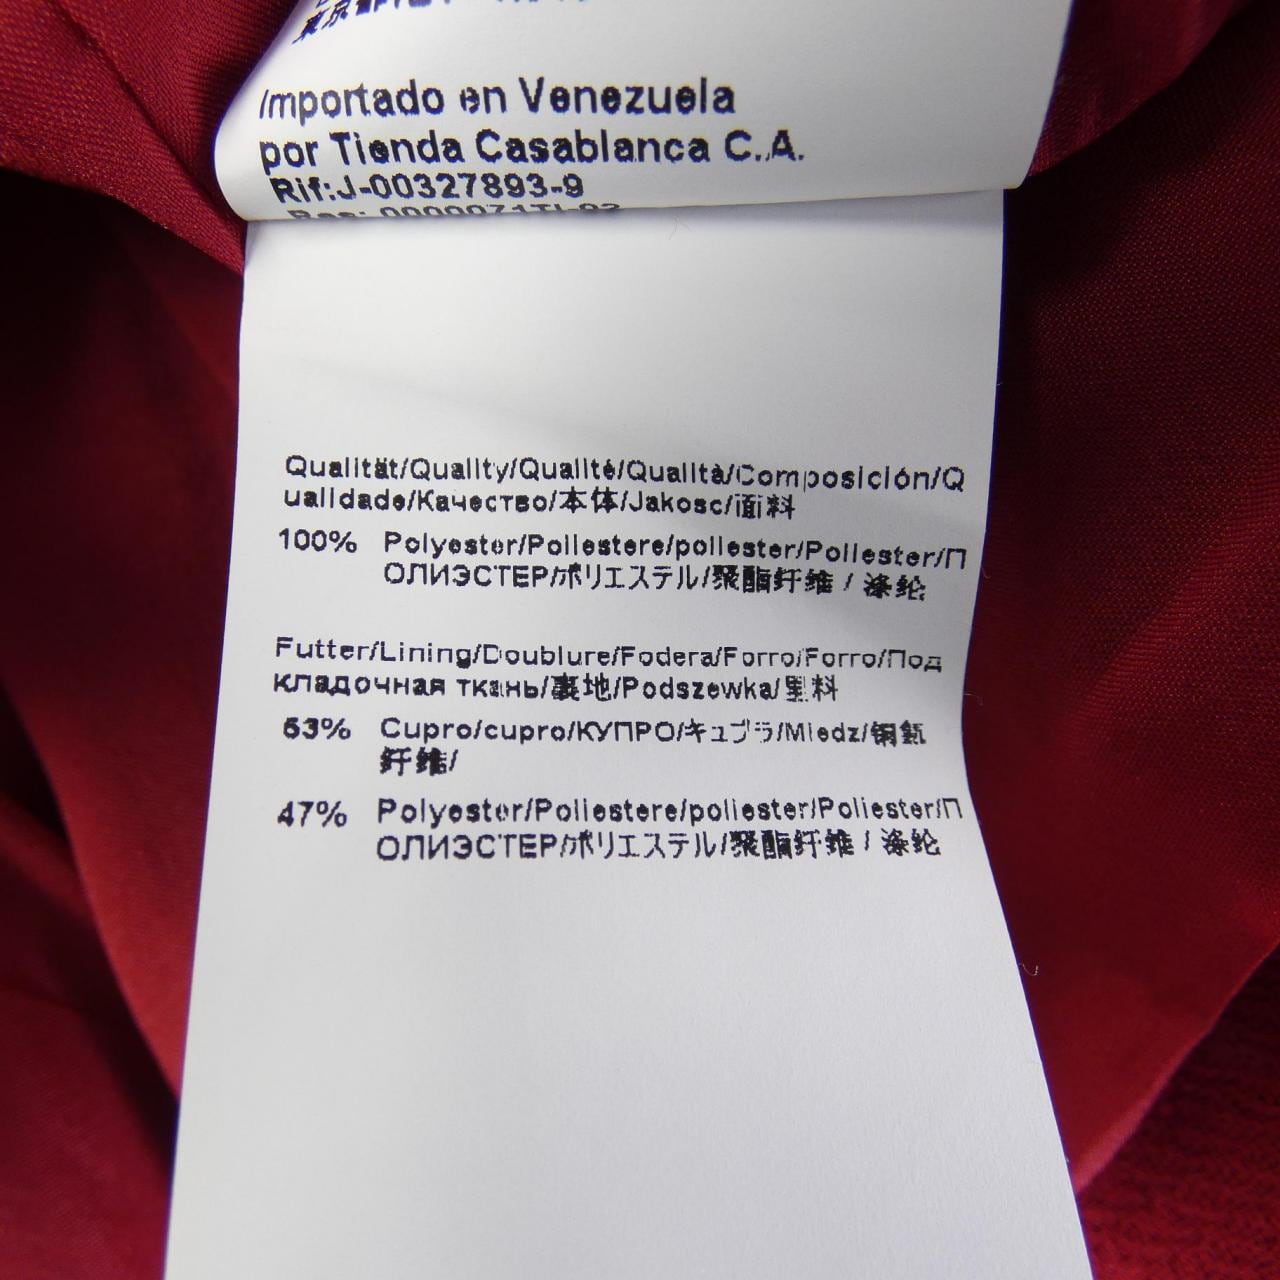 Importado en Venezuela
por Tienda Casablanca C.A.
Rif:J-00327893-9
Qualität/Quality/Qualité/Qualità/Composición/Q
ualidade/Качество/本体/Jakosc/面料
100% Polyester/Poliestere/poliester/Poliester/П
ОЛИЭСТЕР/ポリエステル/聚酯纤维 / 涤纶
Futter/Lining/Doublure/Fodera/Forro/Forro/Под
кладочная ткань/裏地/Podszewka/里料
53% Cupro/cupro/КУПРО/キュプラ/Miedz/铜氨
纤维/
47% Polyester/Poliestere/poliester/Poliester/П
ОЛИЭСТЕР/ポリエステル/聚酯纤维 / 涤纶